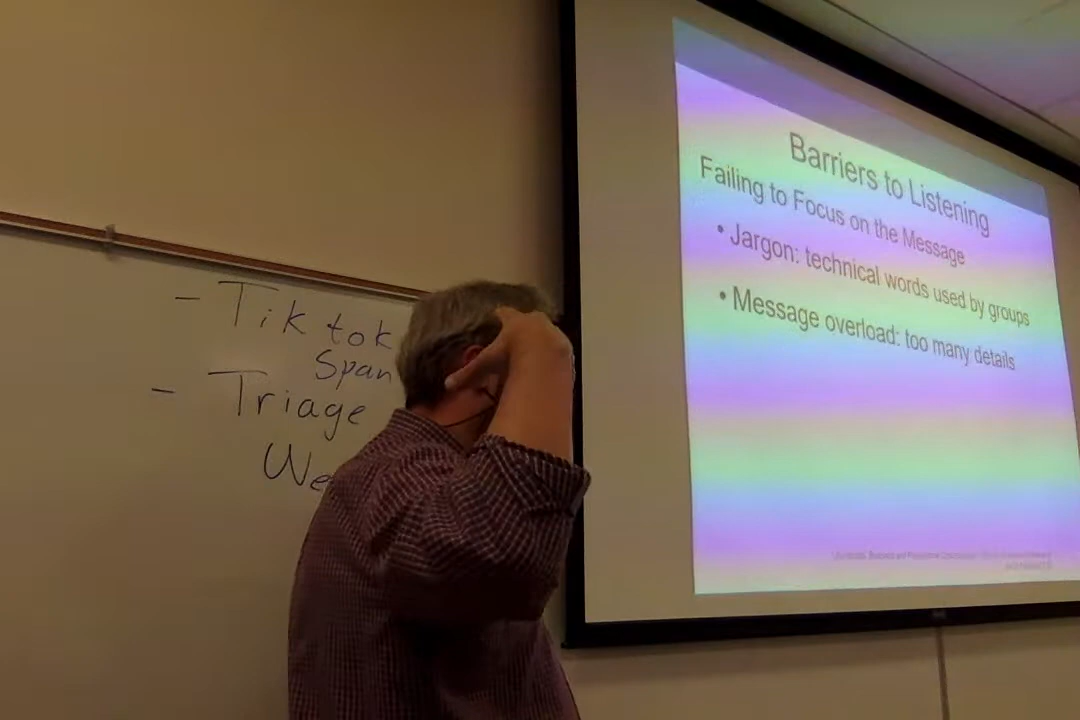 - Tik tok
Span
- Triage
We
Barriers to Listening
Failing to Focus on the Message
• Jargon: technical words used by groups
• Message overload: too many details